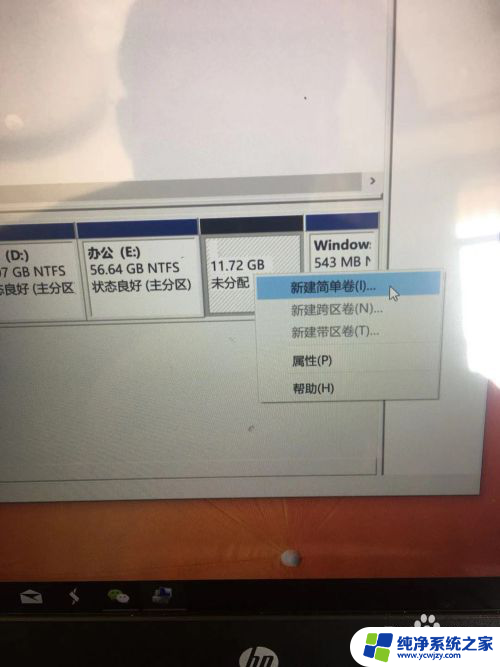 (D:)
07 GB NTFS
状态良好 (主分区
办公 (E:)
56.64 GB NTFS
状态良好 (主分区)
11.72 GB
未分配
Window
543 MB N
新建简单卷(I)...
新建跨区卷(N)...
新建带区卷(T)...
属性(P)
帮助(H)
hp
纯净系统之家
www.ycwjzy.com